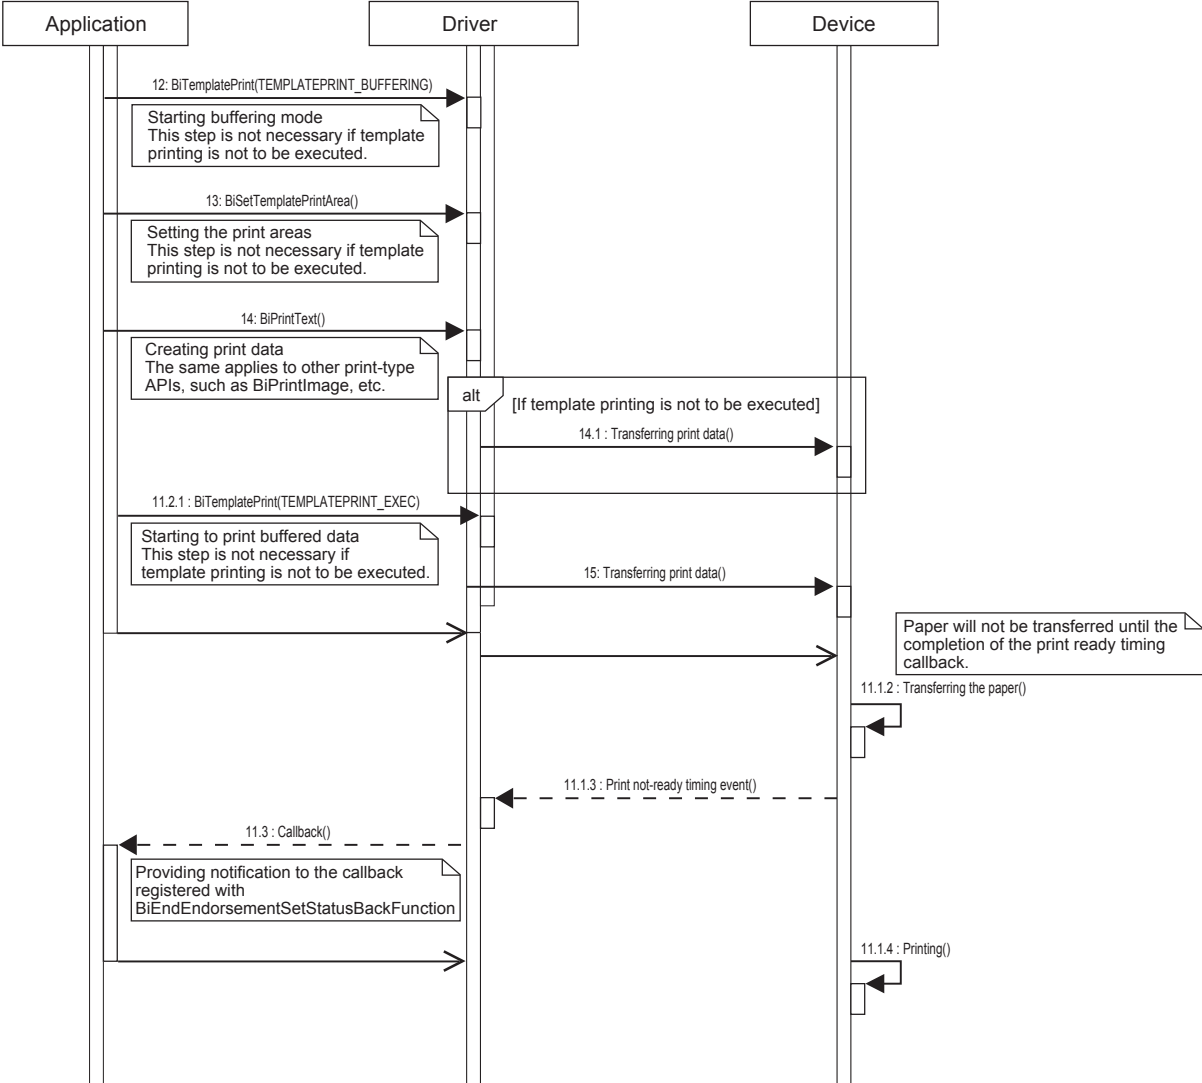 Application
Driver
Device
12: BiTemplatePrint(TEMPLATEPRINT_BUFFERING)
Starting buffering mode
This step is not necessary if template
printing is not to be executed.
13: BiSetTemplatePrintArea()
Setting the print areas
This step is not necessary if template
printing is not to be executed.
14: BiPrintText()
Creating print data
The same applies to other print-type
APIs, such as BiPrintImage, etc.
alt
[If template printing is not to be executed]
14.1 : Transferring print data()
11.2.1 : BiTemplatePrint(TEMPLATEPRINT_EXEC)
Starting to print buffered data
This step is not necessary if
template printing is not to be executed.
15: Transferring print data()
Paper will not be transferred until the
completion of the print ready timing
callback.
11.1.2 : Transferring the paper()
11.1.3 : Print not-ready timing event()
11.3 : Callback()
Providing notification to the callback
registered with
BiEndEndorsementSetStatusBackFunction
11.1.4 : Printing()